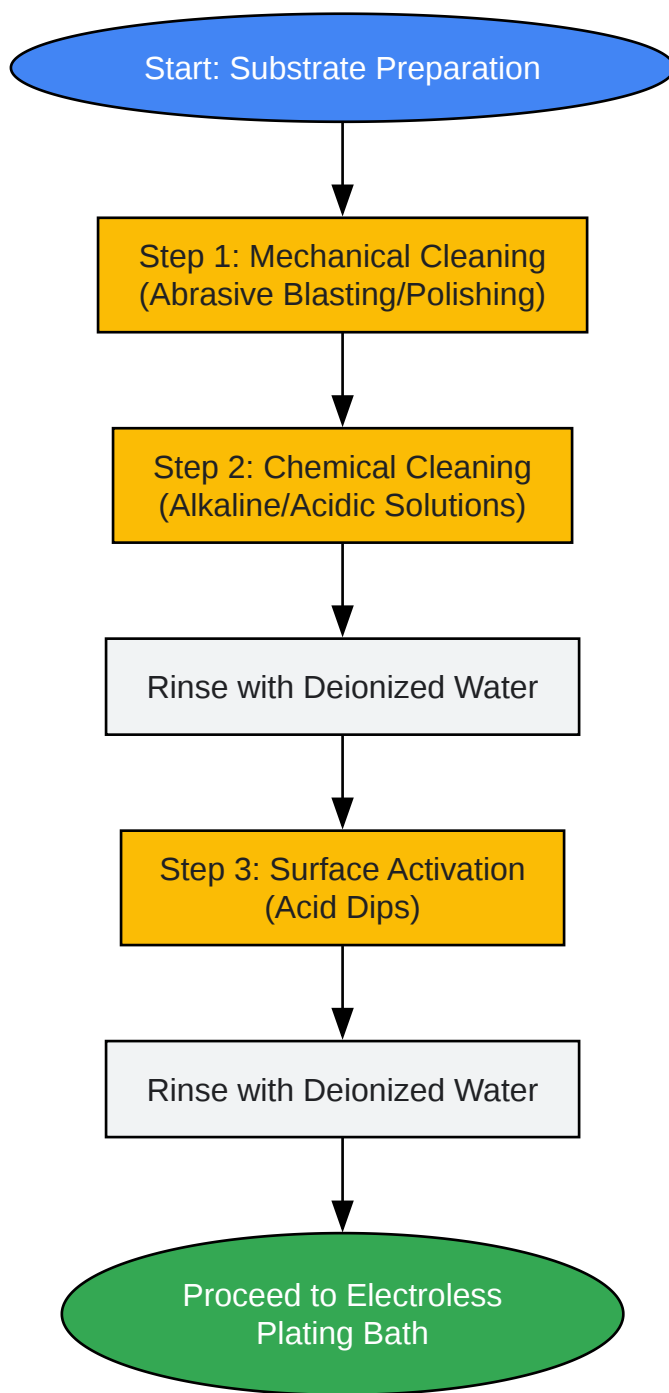 Start: Substrate Preparation
Step 1: Mechanical Cleaning
(Abrasive Blasting/Polishing)
Step 2: Chemical Cleaning
(Alkaline/Acidic Solutions)
Rinse with Deionized Water
Step 3: Surface Activation
(Acid Dips)
Rinse with Deionized Water
Proceed to Electroless
Plating Bath